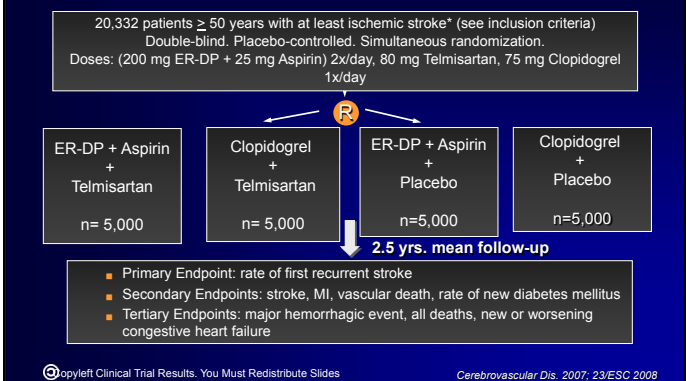 20,332 patients > 50 years with at least ischemic stroke* (see inclusion criteria)
Double-blind. Placebo-controlled. Simultaneous randomization.
Doses: (200 mg ER-DP + 25 mg Aspirin) 2x/day, 80 mg Telmisartan, 75 mg Clopidogrel
1x/day
R
ER-DP + Aspirin
+
Telmisartan
n= 5,000
Clopidogrel
+
Telmisartan
n= 5,000
ER-DP + Aspirin
+
Placebo
n=5,000
Clopidogrel
+
Placebo
n=5,000
2.5 yrs. mean follow-up
■ Primary Endpoint: rate of first recurrent stroke
■ Secondary Endpoints: stroke, MI, vascular death, rate of new diabetes mellitus
■ Tertiary Endpoints: major hemorrhagic event, all deaths, new or worsening
congestive heart failure
Copyleft Clinical Trial Results. You Must Redistribute Slides
Cerebrovascular Dis. 2007; 23/ESC 2008